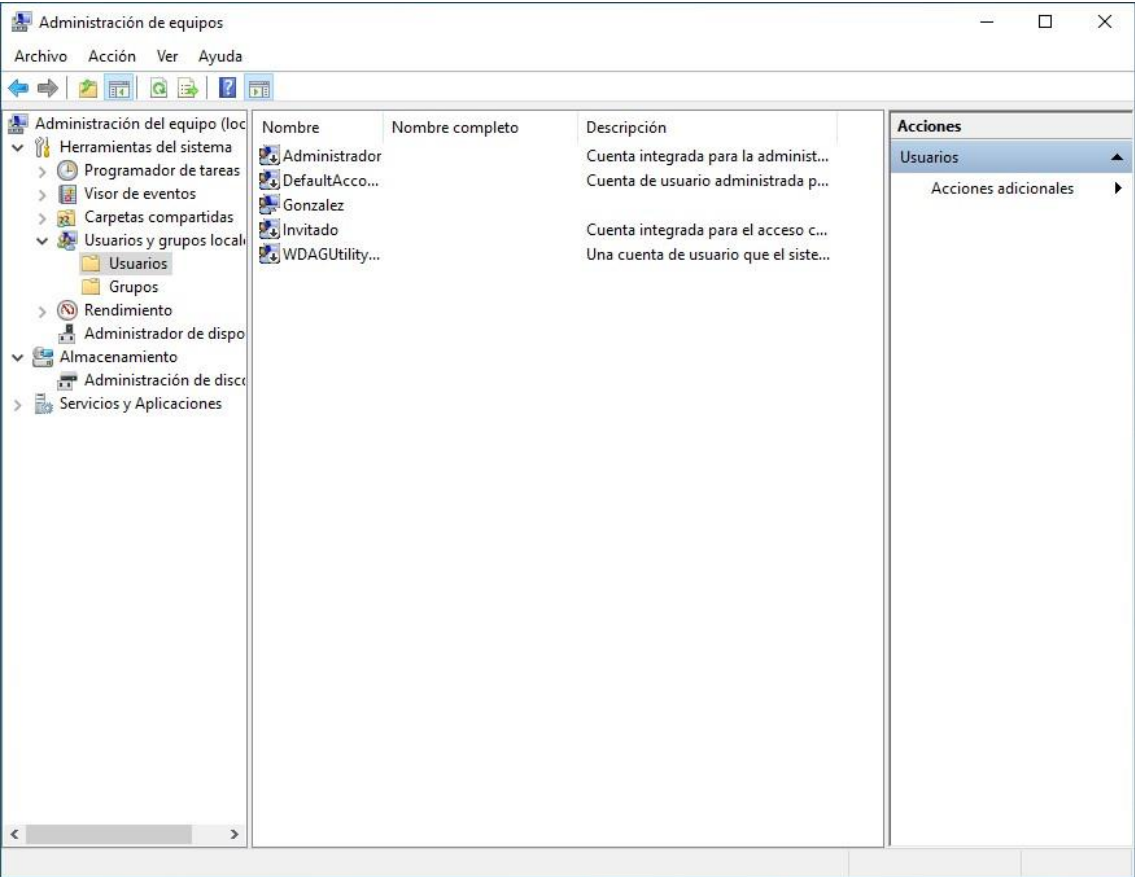 Administración de equipos
Archivo Acción Ver Ayuda
Administración del equipo (loc
Herramientas del sistema
Programador de tareas
Visor de eventos
Carpetas compartidas
Usuarios y grupos local
Usuarios
Grupos
Rendimiento
Administrador de dispo
Almacenamiento
Administración de disc
Servicios y Aplicaciones
Nombre Nombre completo Descripción
Administrador Cuenta integrada para la administ...
DefaultAcco... Cuenta de usuario administrada p...
Gonzalez
Invitado Cuenta integrada para el acceso c...
WDAGUtility... Una cuenta de usuario que el siste...
Acciones
Usuarios
Acciones adicionales